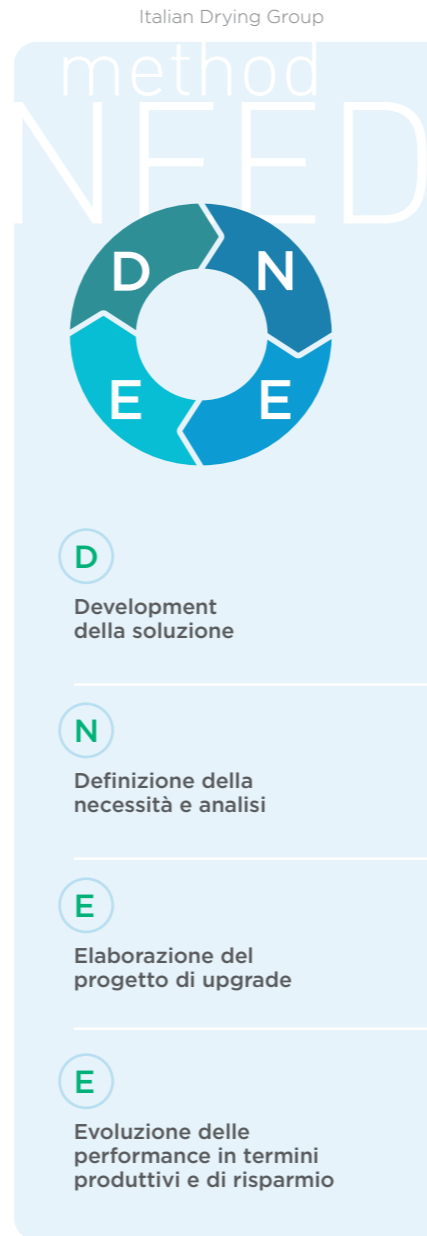 Italian Drying Group
method
NEED
D N
E E
D
Development
della soluzione
N
Definizione della
necessità e analisi
E
Elaborazione del
progetto di upgrade
E
Evoluzione delle
performance in termini
produttivi e di risparmio